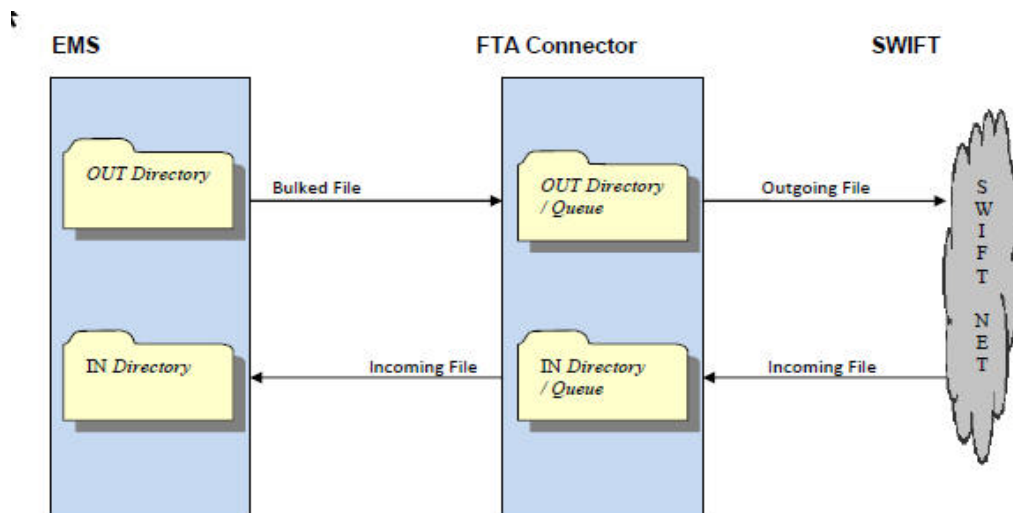 EMS
FTA Connector
SWIFT
OUT Directory
Bulked File
OUT Directory
/ Queue
Outgoing File
IN Directory
Incoming File
IN Directory
/ Queue
Incoming File
S
W
I
F
T
N
E
T